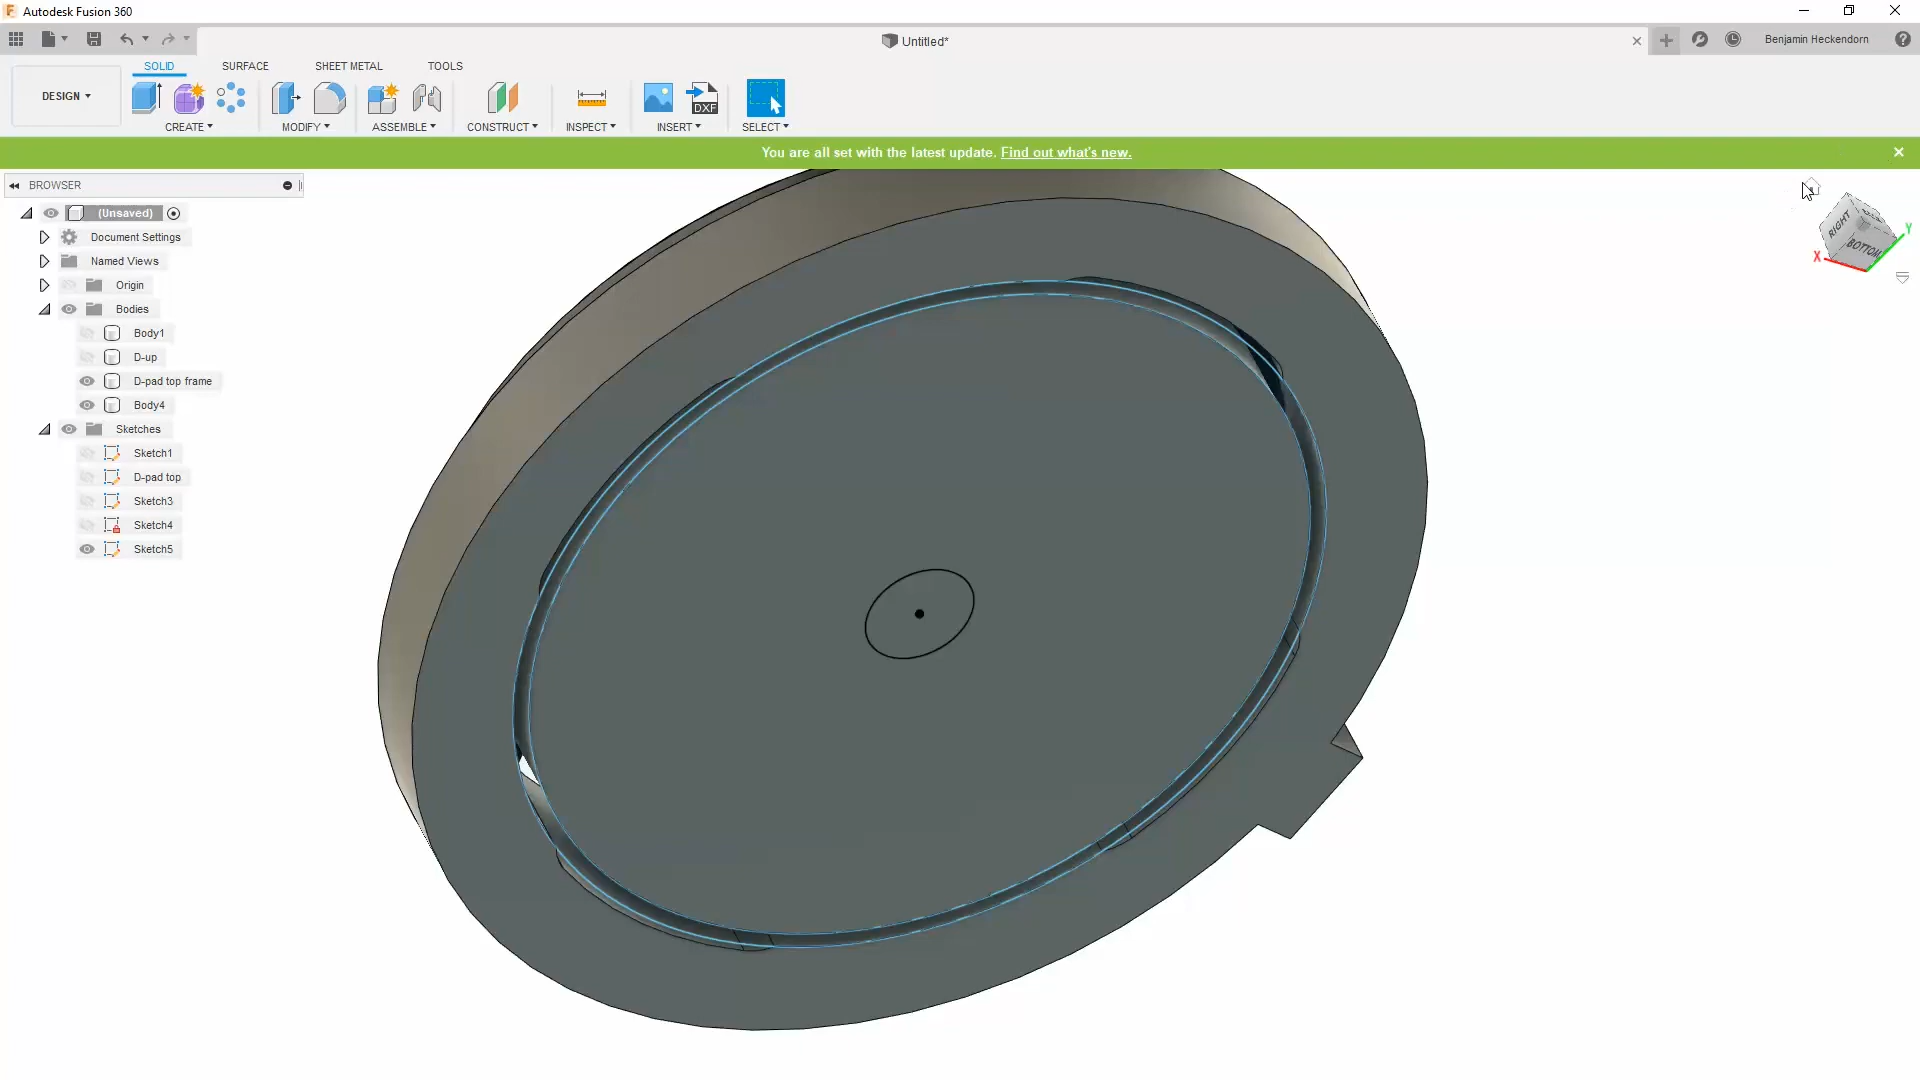 Autodesk Fusion 360
Untitled*
Benjamin Heckendorn
SOLID
SURFACE
SHEET METAL
TOOLS
DESIGN
DXF
CREATE
MODIFY
ASSEMBLE
CONSTRUCT
INSPECT
INSERT
SELECT
You are all set with the latest update. Find out what's new.
BROWSER
(Unsaved)
Document Settings
Named Views
Origin
Bodies
Body1
D-up
D-pad top frame
Body4
Sketches
Sketch1
D-pad top
Sketch3
Sketch4
Sketch5
RIGHT
BOTTOM
X
Y